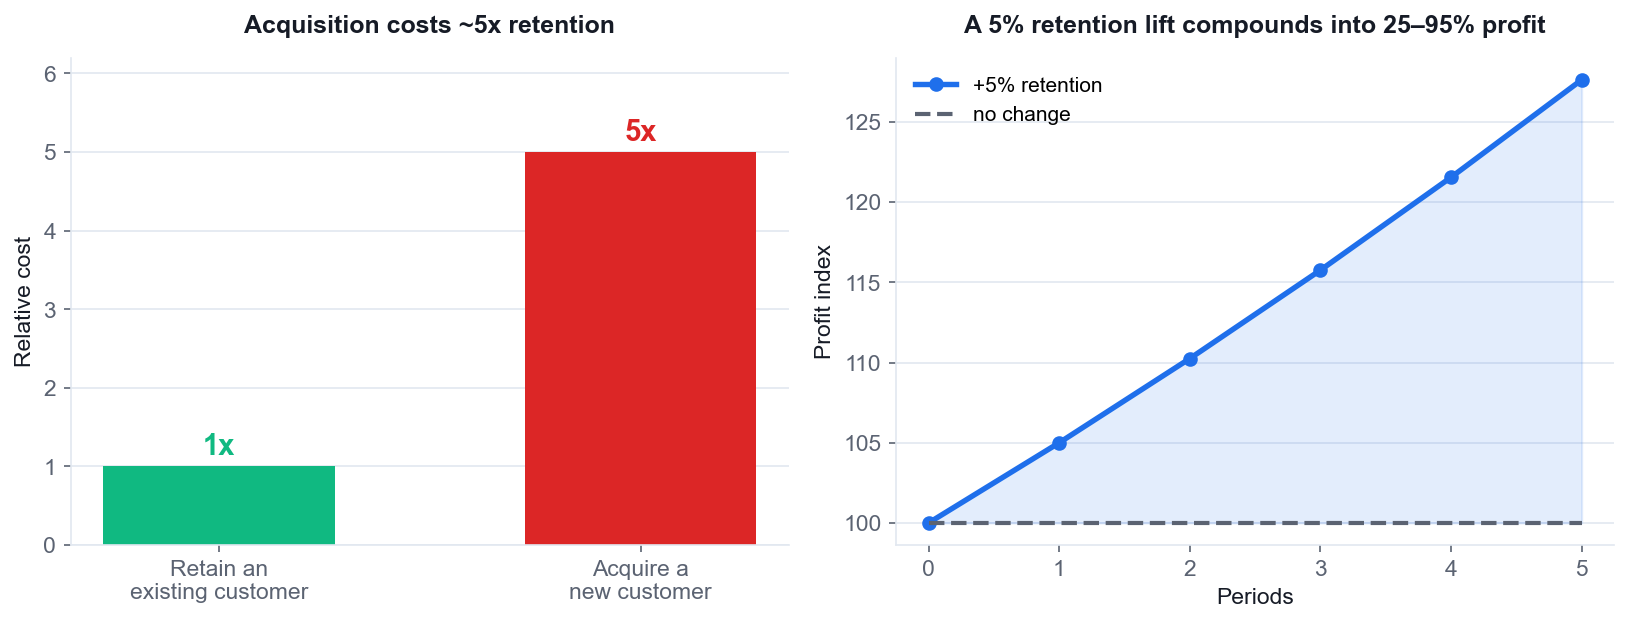 Acquisition costs ~5x retention
Relative cost
6
5
4
3
2
1
0
1x
5x
Retain an
existing customer
Acquire a
new customer
A 5% retention lift compounds into 25–95% profit
+5% retention
no change
Profit index
125
120
115
110
105
100
0
1
2
3
4
5
Periods